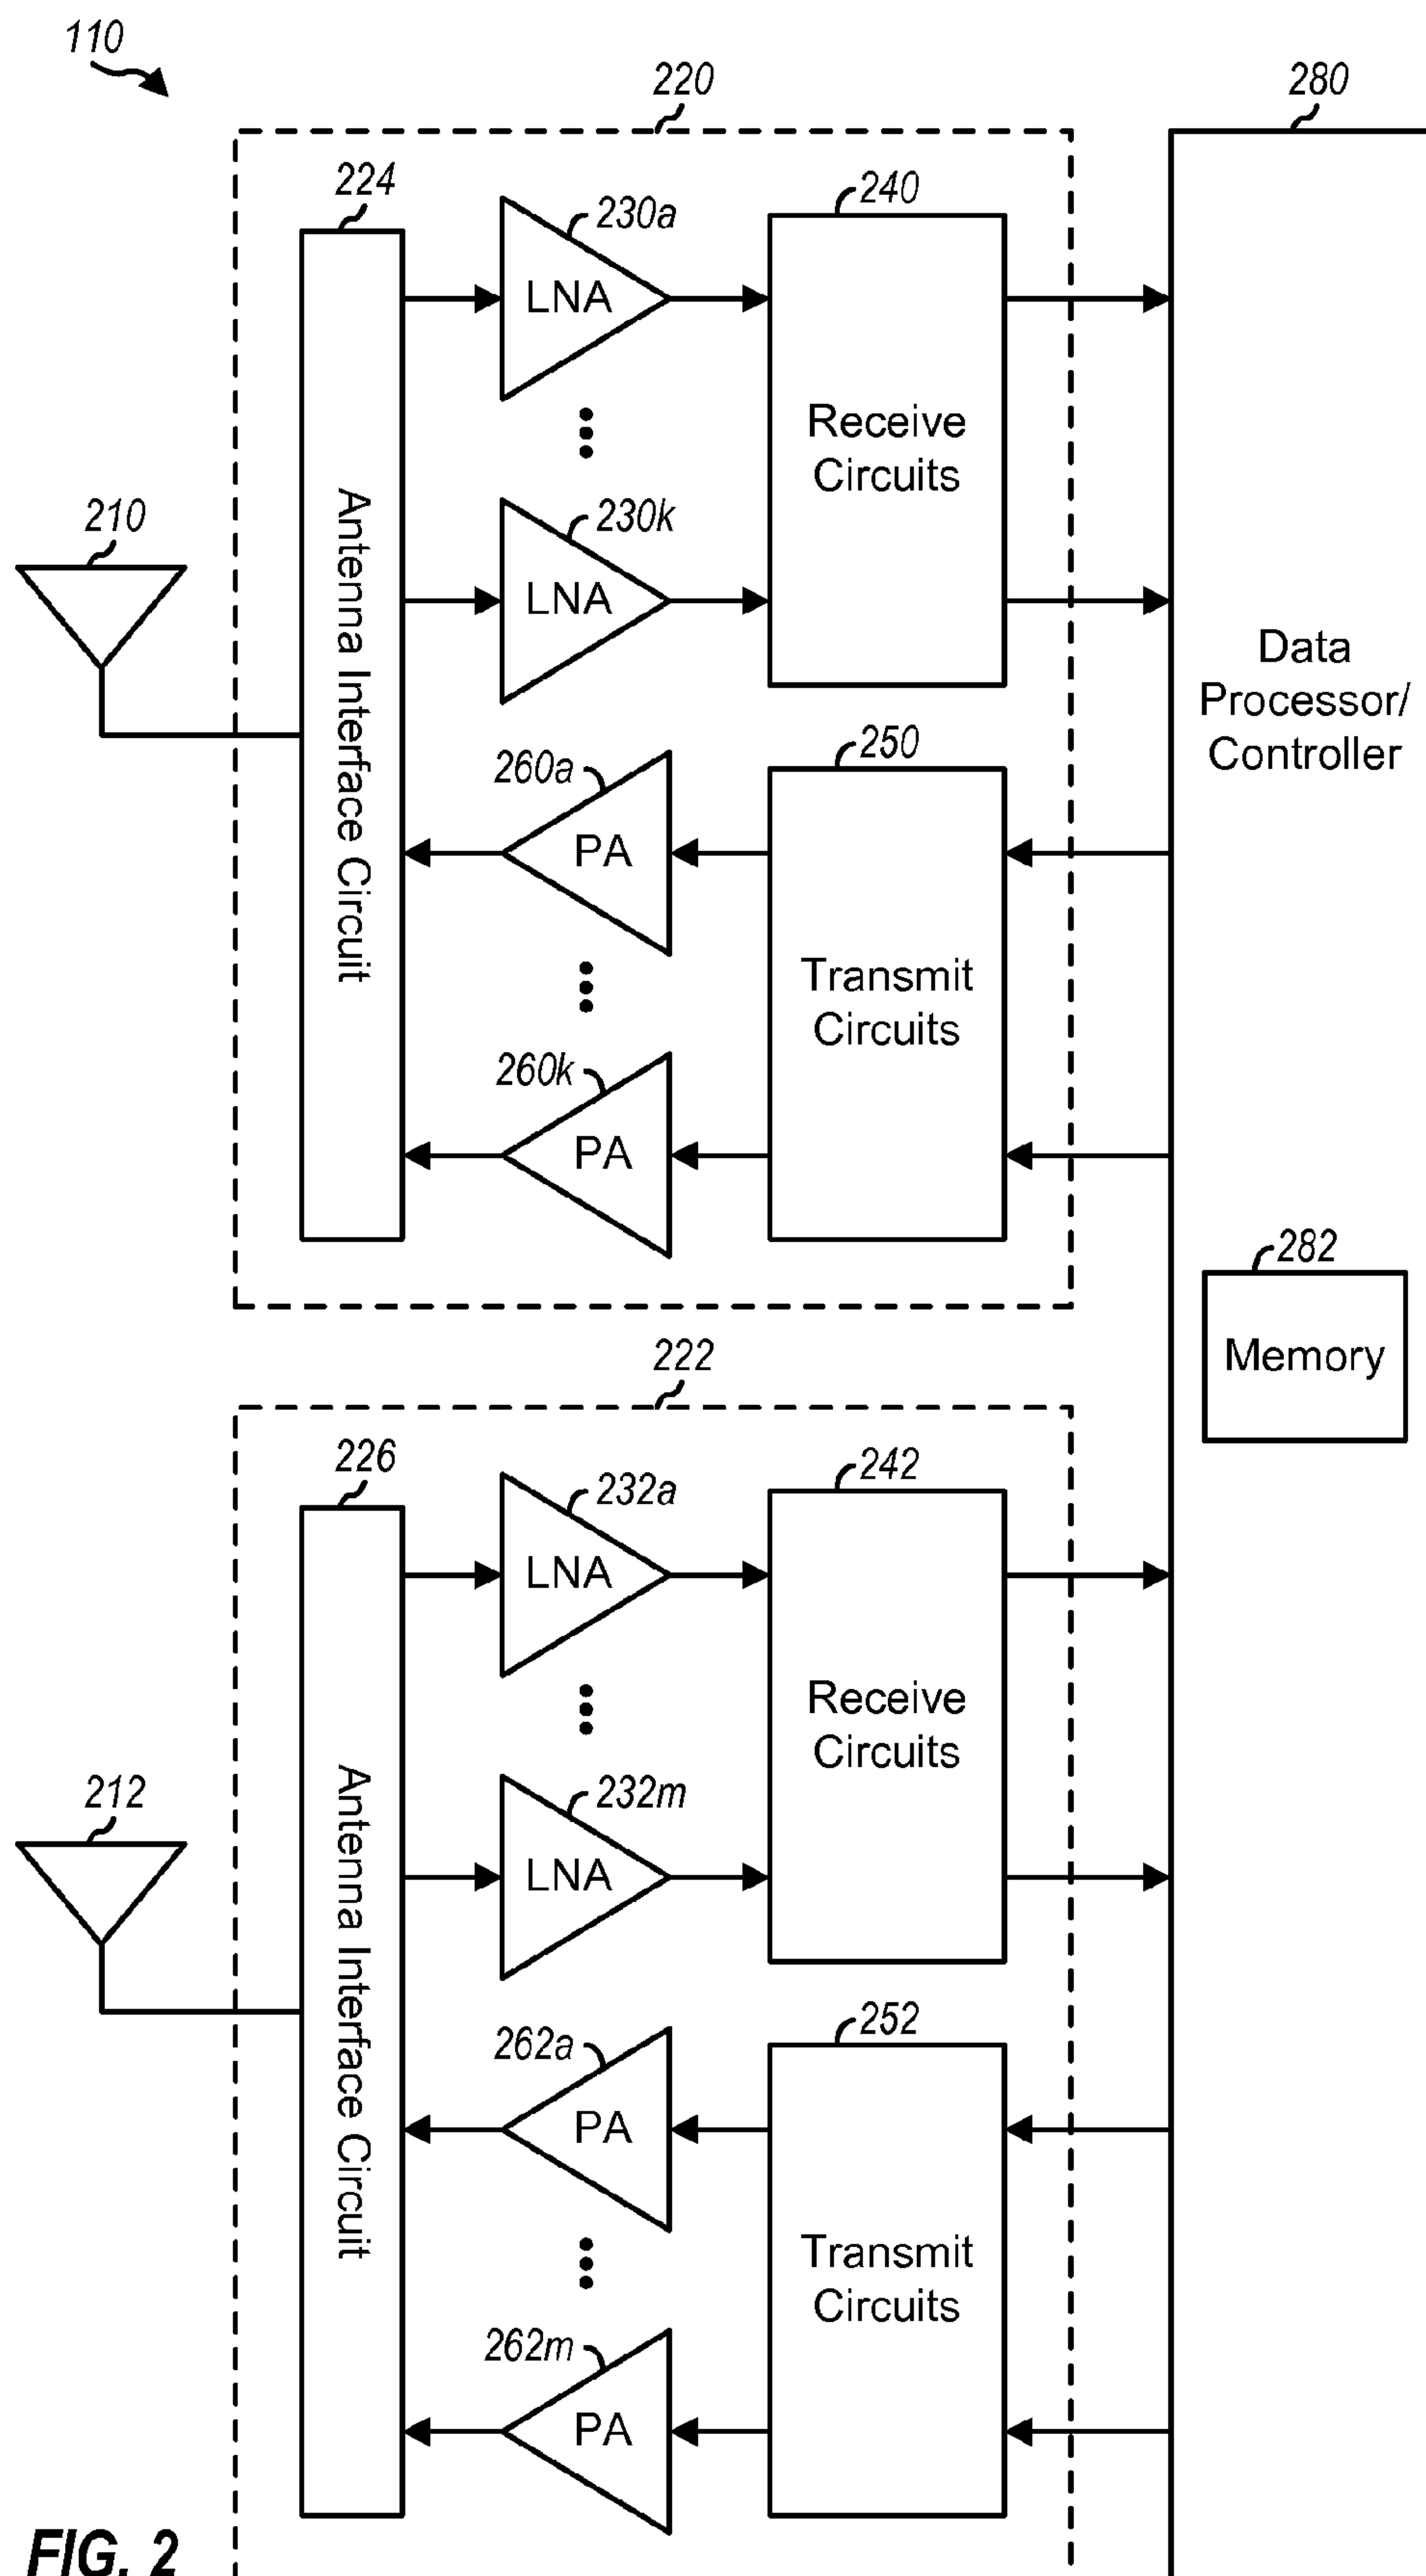 110
220
280
224
230a
240
LNA
Receive
Circuits
210
230k
LNA
Antenna Interface Circuit
Data
Processor/
Controller
260a
250
PA
Transmit
Circuits
260k
PA
282
Memory
222
226
232a
242
LNA
Receive
Circuits
212
232m
LNA
Antenna Interface Circuit
262a
252
PA
Transmit
Circuits
262m
PA
FIG. 2